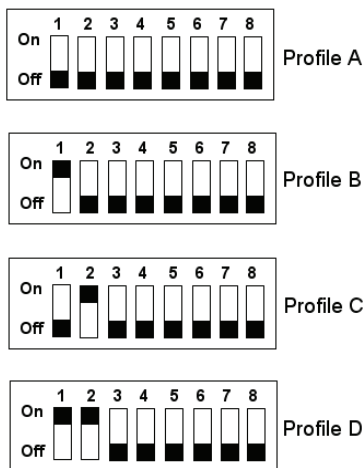 1 2 3 4 5 6 7 8
On
Off
Profile A
1 2 3 4 5 6 7 8
On
Off
Profile B
1 2 3 4 5 6 7 8
On
Off
Profile C
1 2 3 4 5 6 7 8
On
Off
Profile D